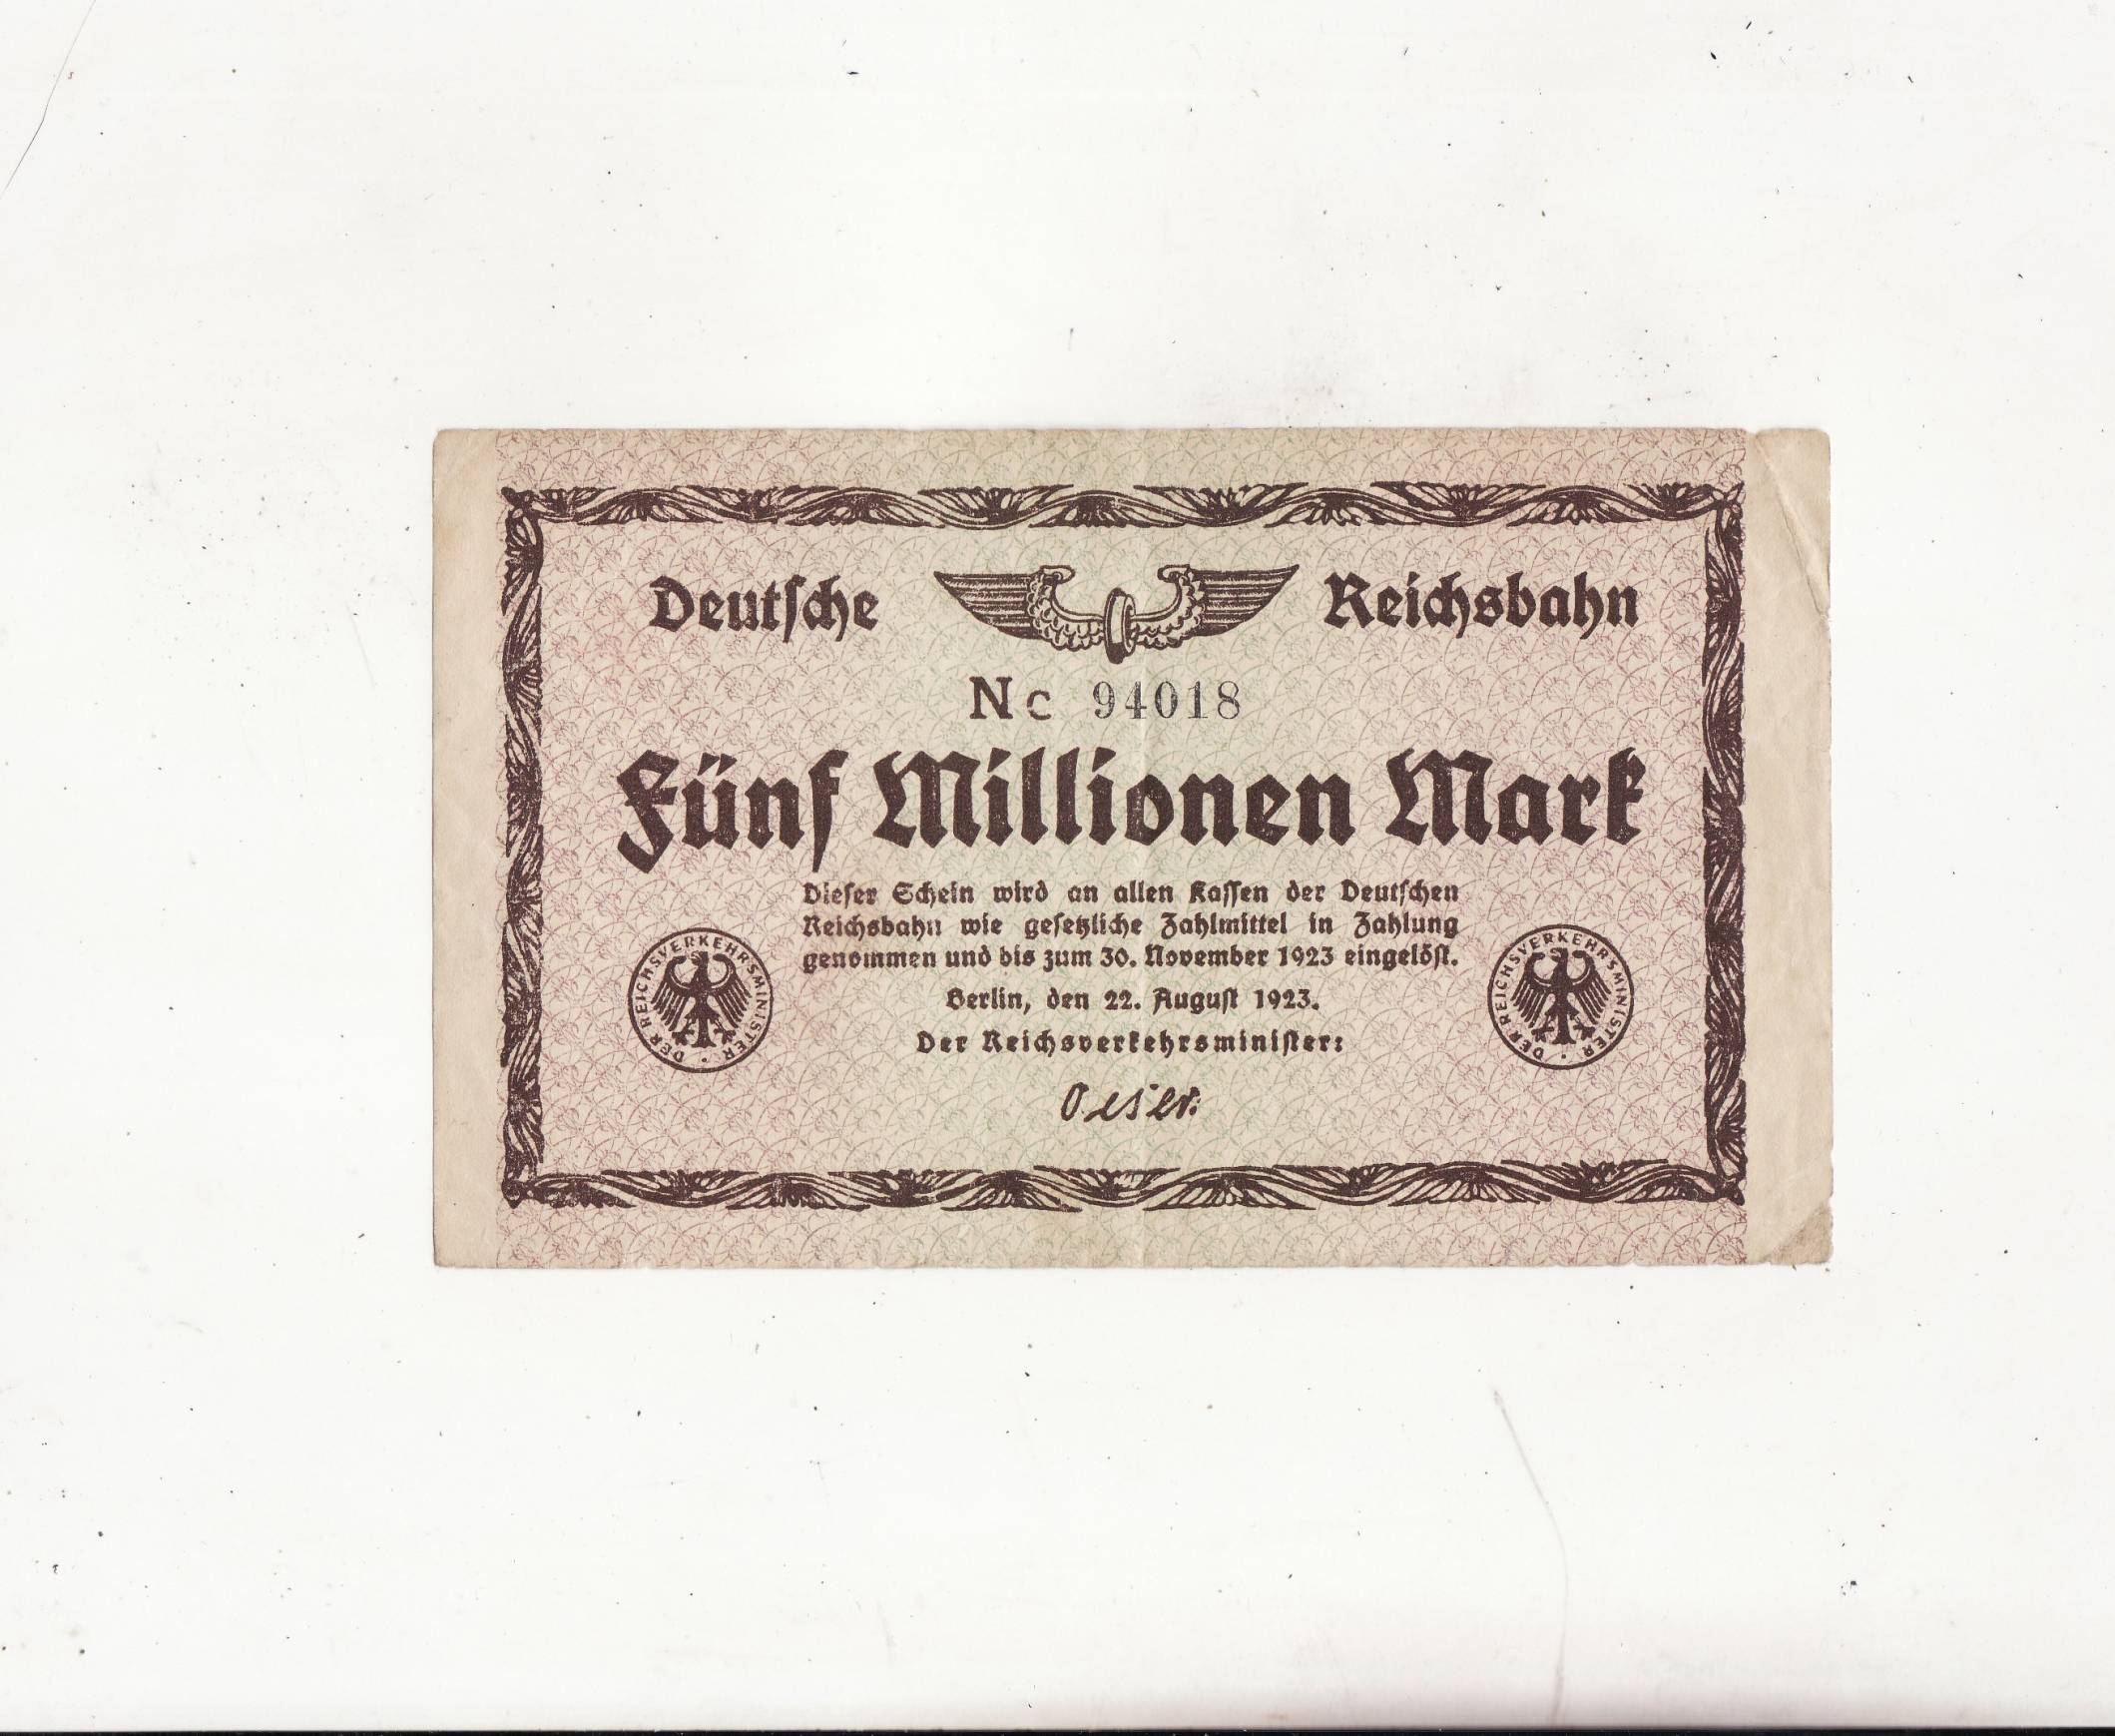 Deutsche Reichsbahn
Nc 94018
Fünf Millionen Mark
Dieſer Schein wird an allen Kaſſen der Deutſchen
Reichsbahn wie geſetzliche Zahlmittel in Zahlung
genommen und bis zum 30. November 1923 eingelöſt.
Berlin, den 22. Auguſt 1923.
Der Reichsverkehrsminiſter:
Oeser.
DER REICHSVERKEHRSMINISTER •
DER REICHSVERKEHRSMINISTER •